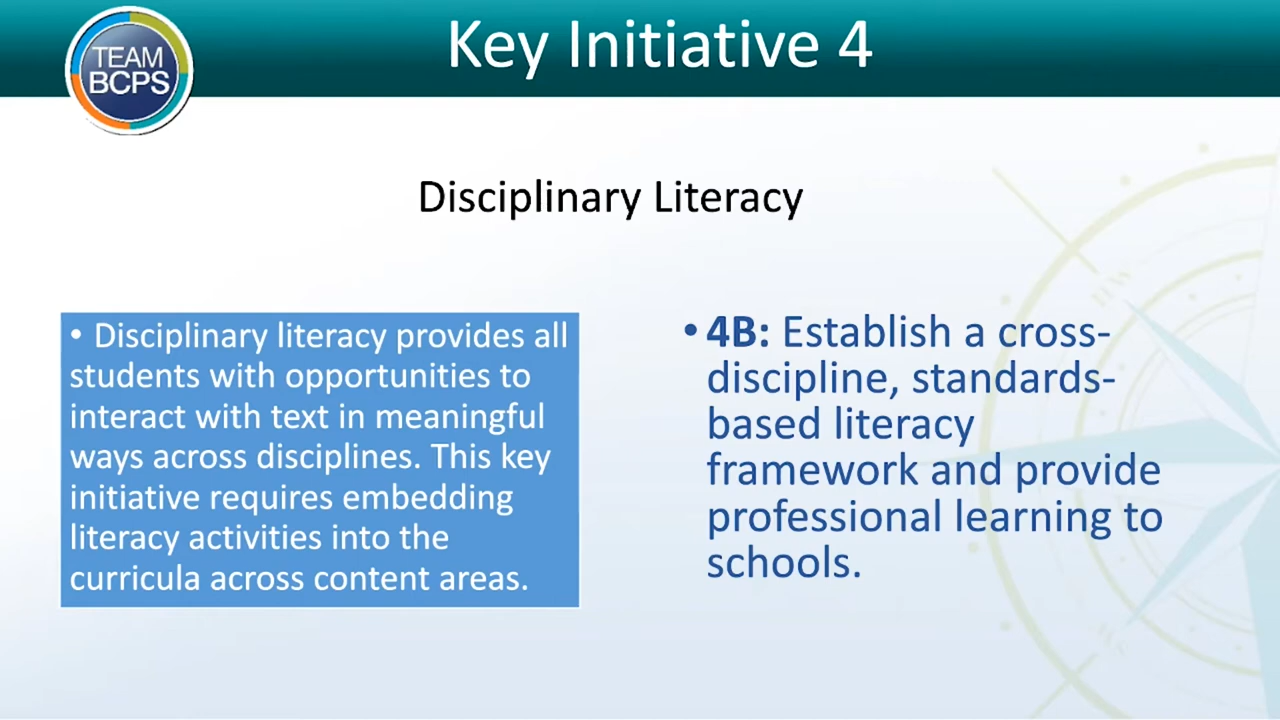 TEAM
BCPS
Key Initiative 4
Disciplinary Literacy
• Disciplinary literacy provides all
students with opportunities to
interact with text in meaningful
ways across disciplines. This key
initiative requires embedding
literacy activities into the
curricula across content areas.
• 4B: Establish a cross-
discipline, standards-
based literacy
framework and provide
professional learning to
schools.